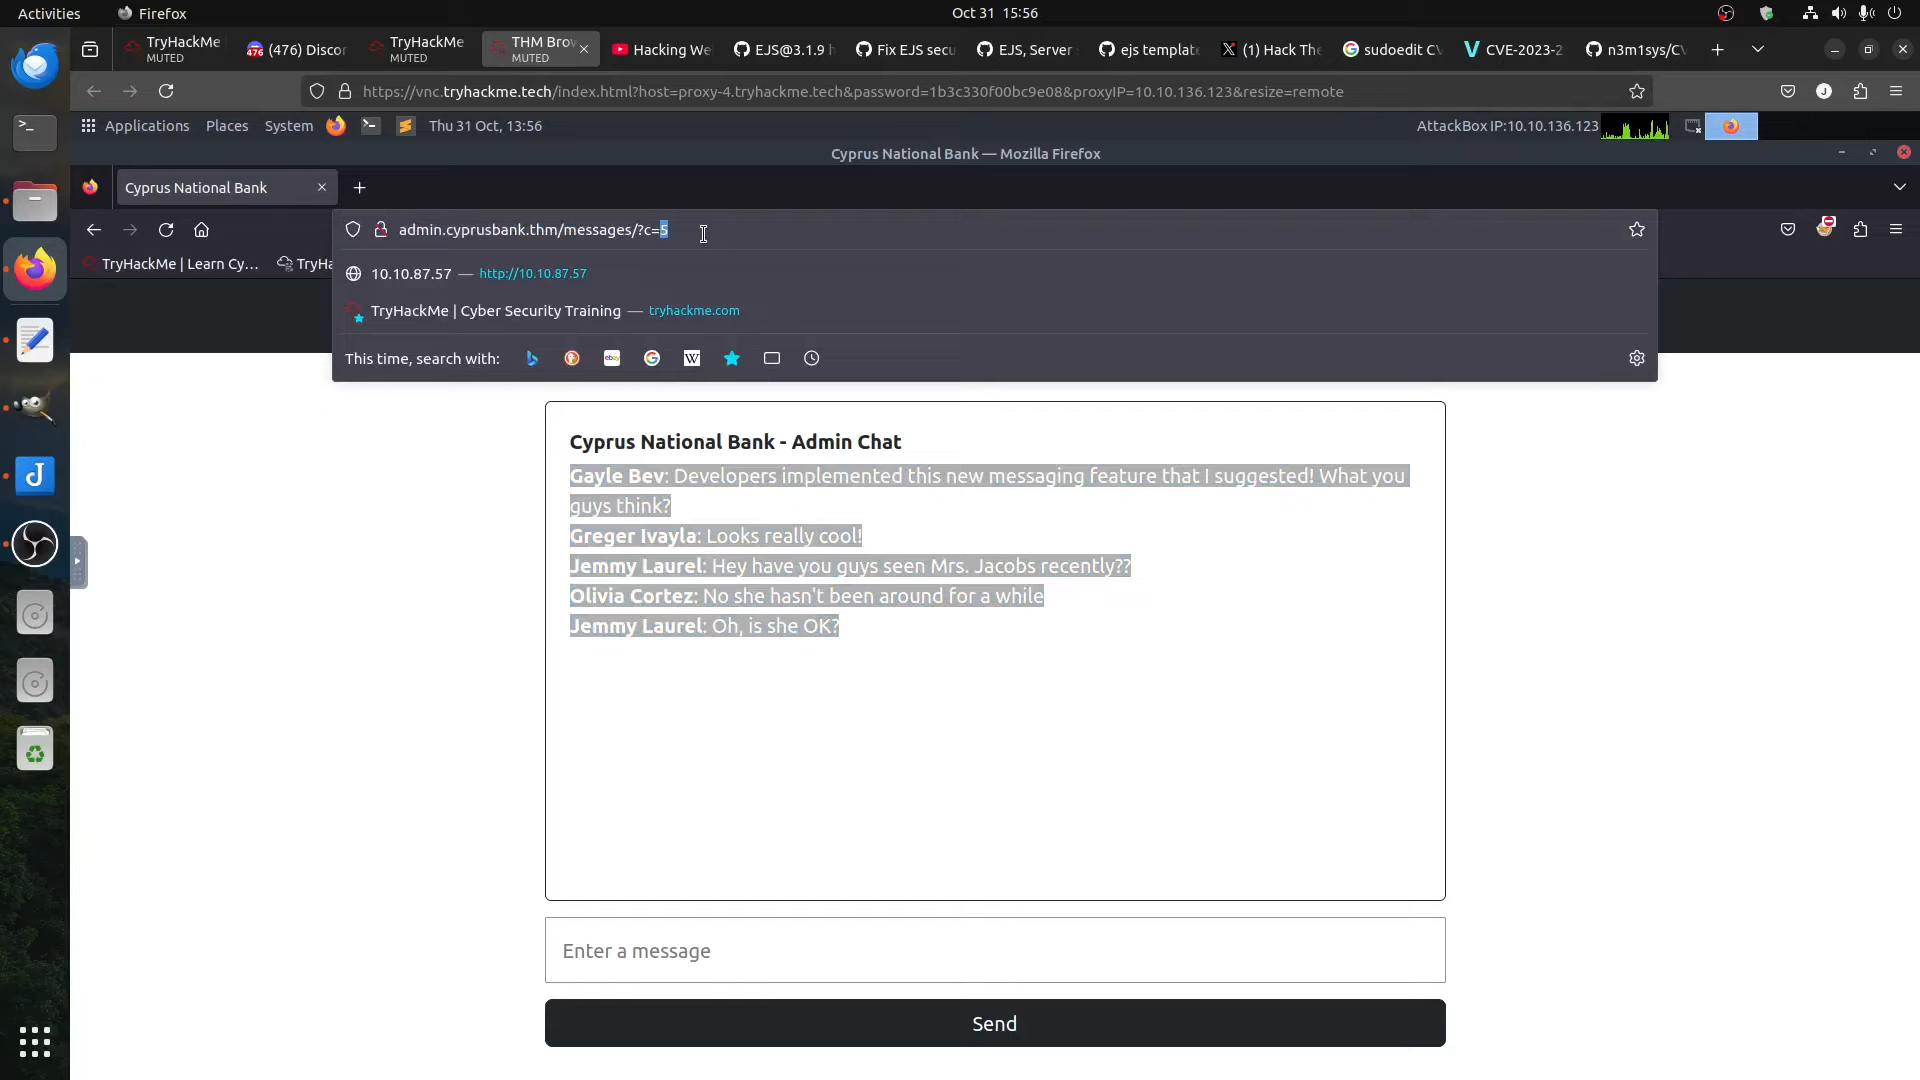 Activities
Firefox
Oct 31 15:56
TryHackMe
MUTED
(476) Discor
TryHackMe
MUTED
THM Brov
MUTED
Hacking We
EJS@3.1.9 h
Fix EJS secu
EJS, Server
ejs templat
(1) Hack The
sudoedit CV
CVE-2023-2
n3m1sys/CV
https://vnc.tryhackme.tech/index.html?host=proxy-4.tryhackme.tech&password=1b3c330f00bc9e08&proxyIP=10.10.136.123&resize=remote
Applications
Places
System
Thu 31 Oct, 13:56
AttackBox IP:10.10.136.123
Cyprus National Bank — Mozilla Firefox
Cyprus National Bank
admin.cyprusbank.thm/messages/?c=5
TryHackMe | Learn Cy...
TryHa
10.10.87.57 — http://10.10.87.57
TryHackMe | Cyber Security Training — tryhackme.com
This time, search with:
Cyprus National Bank - Admin Chat
Gayle Bev: Developers implemented this new messaging feature that I suggested! What you
guys think?
Greger Ivayla: Looks really cool!
Jemmy Laurel: Hey have you guys seen Mrs. Jacobs recently??
Olivia Cortez: No she hasn't been around for a while
Jemmy Laurel: Oh, is she OK?
Enter a message
Send